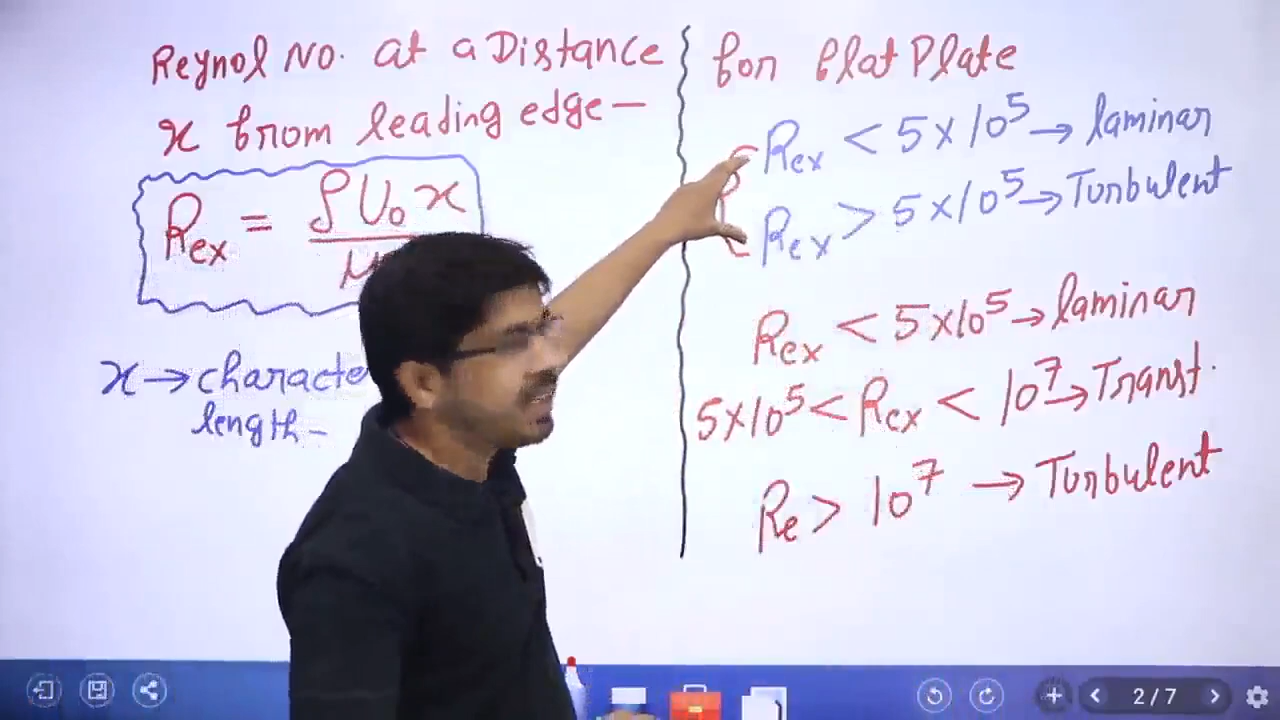 Reynol No. at a Distance
x from leading edge –
Rex = ρU₀x / μ
x → characte
length –
for flat Plate
Rex < 5×10⁵ → laminar
Rex > 5×10⁵ → Turbulent
Rex < 5×10⁵ → laminar
5×10⁵ < Rex < 10⁷ → Transt.
Re > 10⁷ → Turbulent
2 / 7